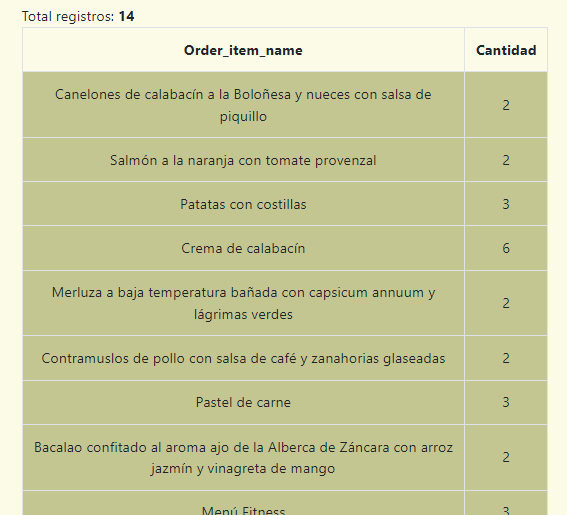 Total registros: 14
Order_item_name Cantidad
Canelones de calabacín a la Boloñesa y nueces con salsa de
piquillo
2
Salmón a la naranja con tomate provenzal 2
Patatas con costillas 3
Crema de calabacín 6
Merluza a baja temperatura bañada con capsicum annuum y
lágrimas verdes
2
Contramuslos de pollo con salsa de café y zanahorias glaseadas 2
Pastel de carne 3
Bacalao confitado al aroma ajo de la Alberca de Záncara con arroz
jazmín y vinagreta de mango
2
Menú Fitness 3